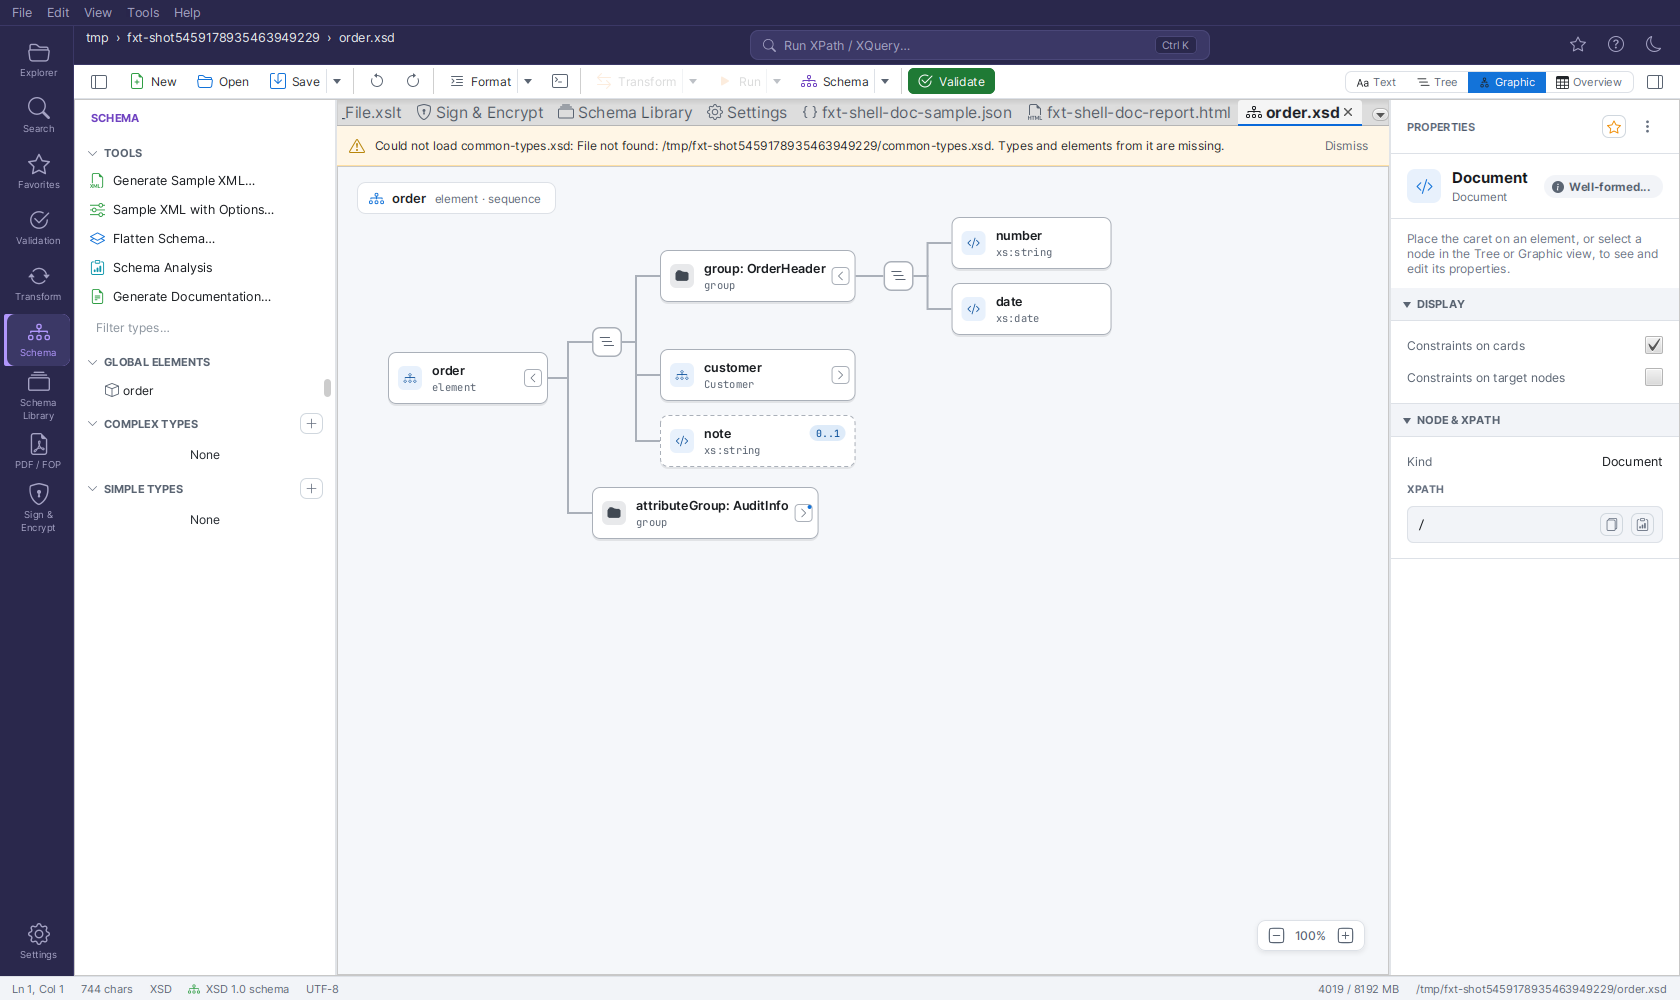 File Edit View Tools Help
tmp › fxt-shot5459178935463949229 › order.xsd
Run XPath / XQuery... Ctrl K
New Open Save Format Transform Run Schema Validate
Aa Text Tree Graphic Overview
Explorer
Search
Favorites
Validation
Transform
Schema
Schema
Library
PDF / FOP
Sign &
Encrypt
Settings
SCHEMA
TOOLS
Generate Sample XML...
Sample XML with Options...
Flatten Schema...
Schema Analysis
Generate Documentation...
Filter types...
GLOBAL ELEMENTS
order
COMPLEX TYPES
None
SIMPLE TYPES
None
_File.xslt Sign & Encrypt Schema Library Settings { } fxt-shell-doc-sample.json HTML fxt-shell-doc-report.html order.xsd
Could not load common-types.xsd: File not found: /tmp/fxt-shot5459178935463949229/common-types.xsd. Types and elements from it are missing. Dismiss
order element · sequence
order
element
group: OrderHeader
group
number
xs:string
date
xs:date
customer
Customer
note 0..1
xs:string
attributeGroup: AuditInfo
group
100%
PROPERTIES
Document
Document
Well-formed...
Place the caret on an element, or select a
node in the Tree or Graphic view, to see and
edit its properties.
DISPLAY
Constraints on cards
Constraints on target nodes
NODE & XPATH
Kind Document
XPATH
/
Ln 1, Col 1 744 chars XSD XSD 1.0 schema UTF-8 4019 / 8192 MB /tmp/fxt-shot5459178935463949229/order.xsd